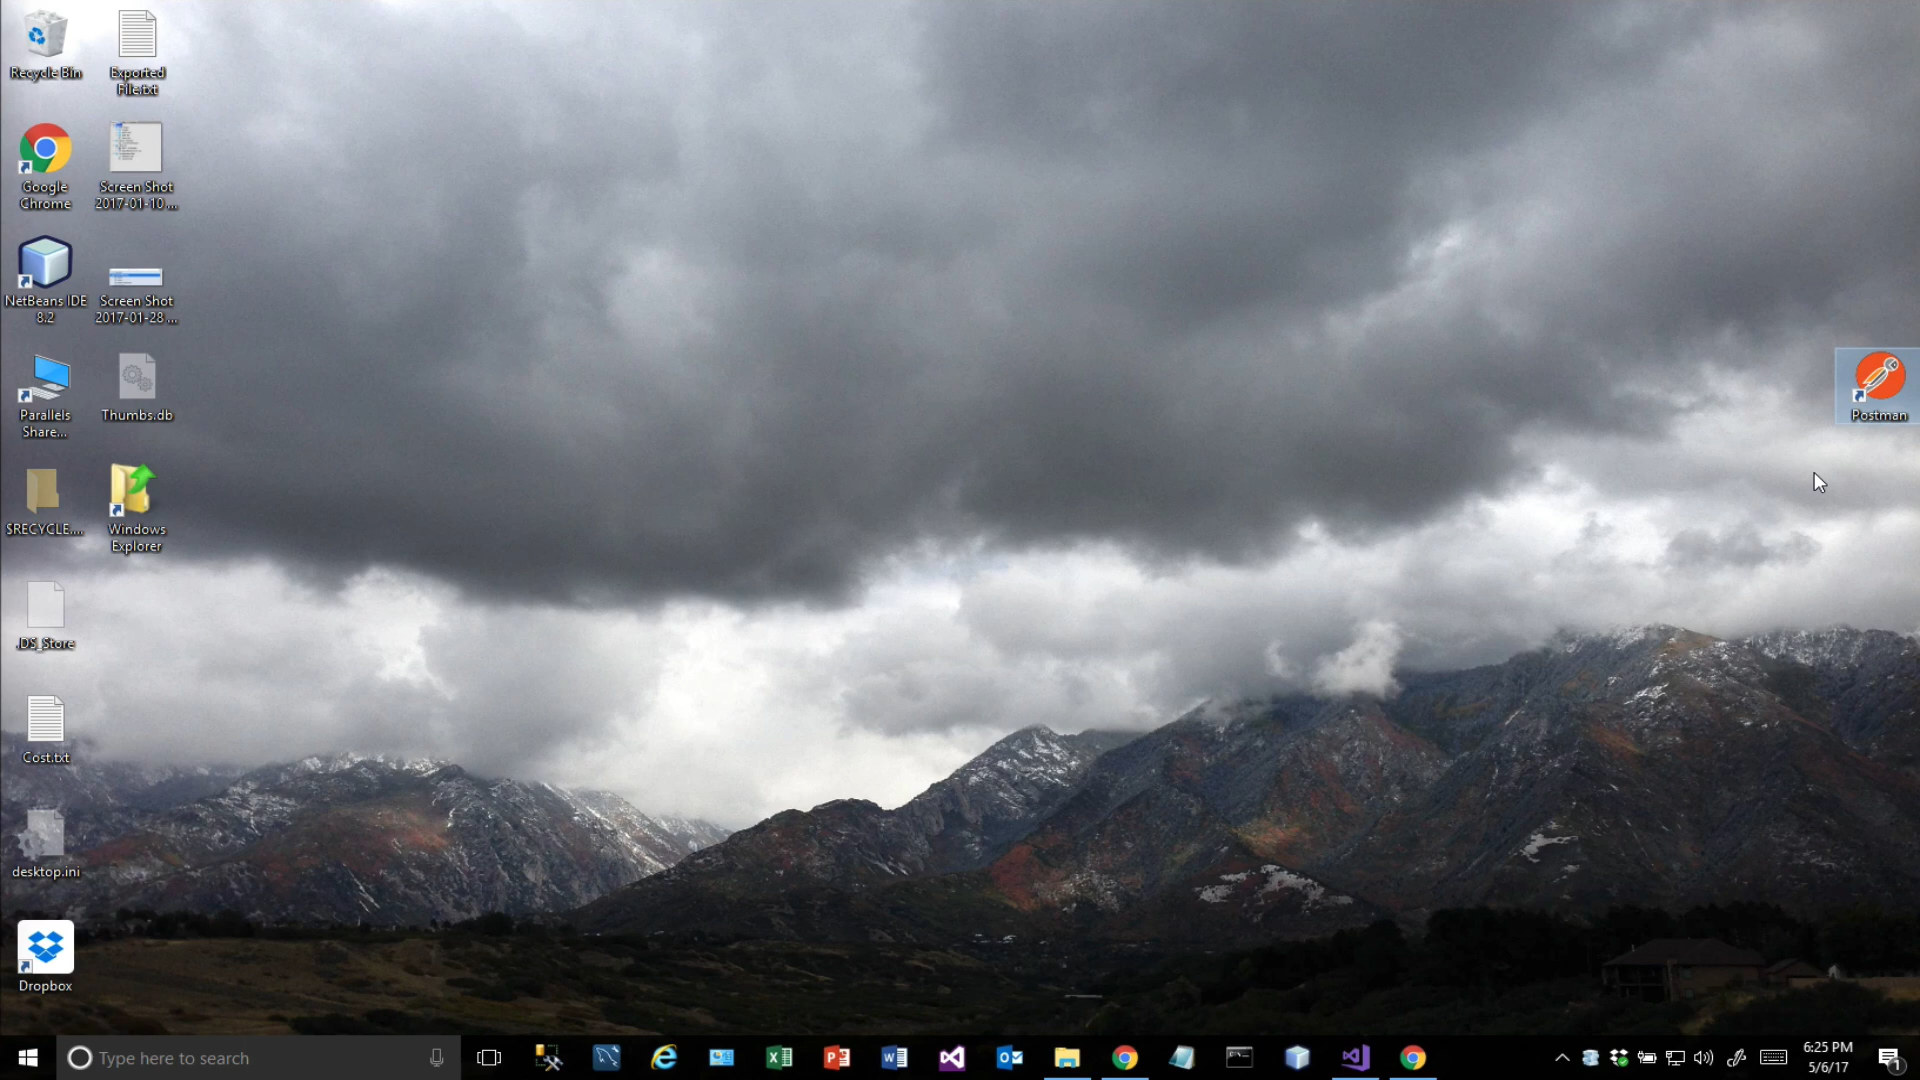 Recycle Bin
Exported
File.txt
Google
Chrome
Screen Shot
2017-01-10 ...
NetBeans IDE
8.2
Screen Shot
2017-01-28 ...
Parallels
Share...
Thumbs.db
Postman
$RECYCLE....
Windows
Explorer
.DS_Store
Cost.txt
desktop.ini
Dropbox
Type here to search
6:25 PM
5/6/17
1